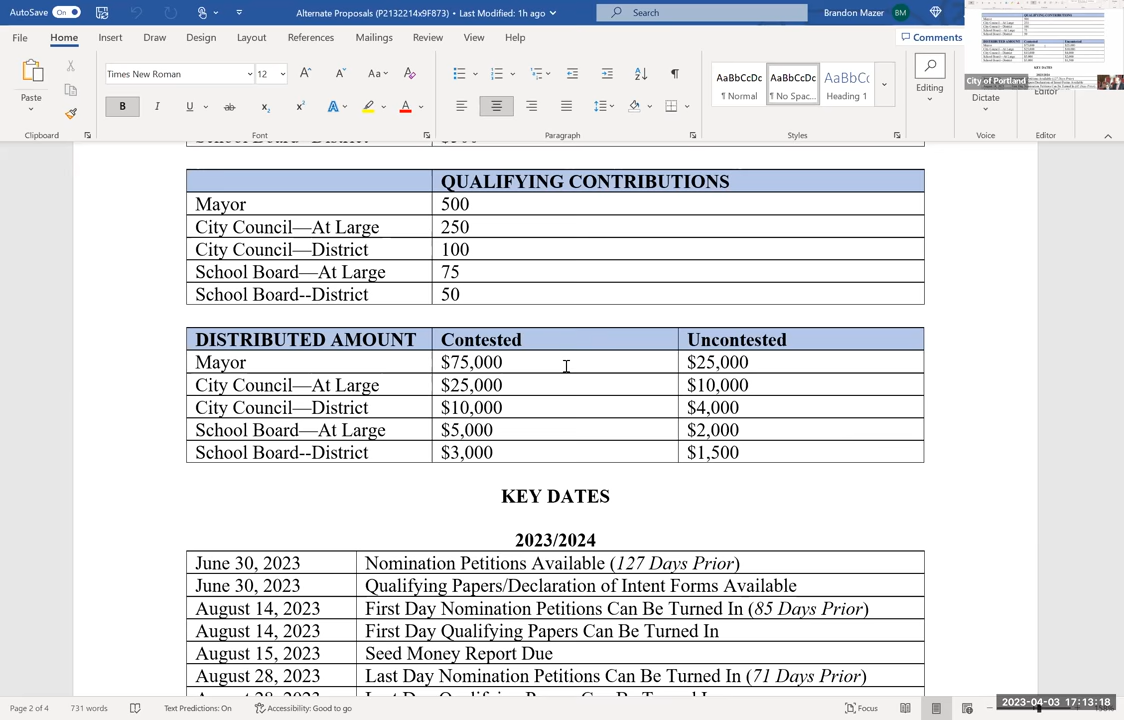 AutoSave On
Alternate Proposals (P2132214x9F873) • Last Modified: 1h ago
Search
Brandon Mazer BM
File Home Insert Draw Design Layout References Mailings Review View Help Comments
Times New Roman 12
Paste
Clipboard
Font
Paragraph
AaBbCcDc AaBbCcDc AaBbCc
¶ Normal ¶ No Spac... Heading 1
Styles
Editing
Dictate
Voice
Editor
Editor
City of Portland
QUALIFYING CONTRIBUTIONS
Mayor 500
City Council—At Large 250
City Council—District 100
School Board—At Large 75
School Board--District 50
DISTRIBUTED AMOUNT Contested Uncontested
Mayor $75,000 $25,000
City Council—At Large $25,000 $10,000
City Council—District $10,000 $4,000
School Board—At Large $5,000 $2,000
School Board--District $3,000 $1,500
KEY DATES
2023/2024
June 30, 2023 Nomination Petitions Available (127 Days Prior)
June 30, 2023 Qualifying Papers/Declaration of Intent Forms Available
August 14, 2023 First Day Nomination Petitions Can Be Turned In (85 Days Prior)
August 14, 2023 First Day Qualifying Papers Can Be Turned In
August 15, 2023 Seed Money Report Due
August 28, 2023 Last Day Nomination Petitions Can Be Turned In (71 Days Prior)
Page 2 of 4 731 words Text Predictions: On Accessibility: Good to go Focus
2023-04-03 17:13:18